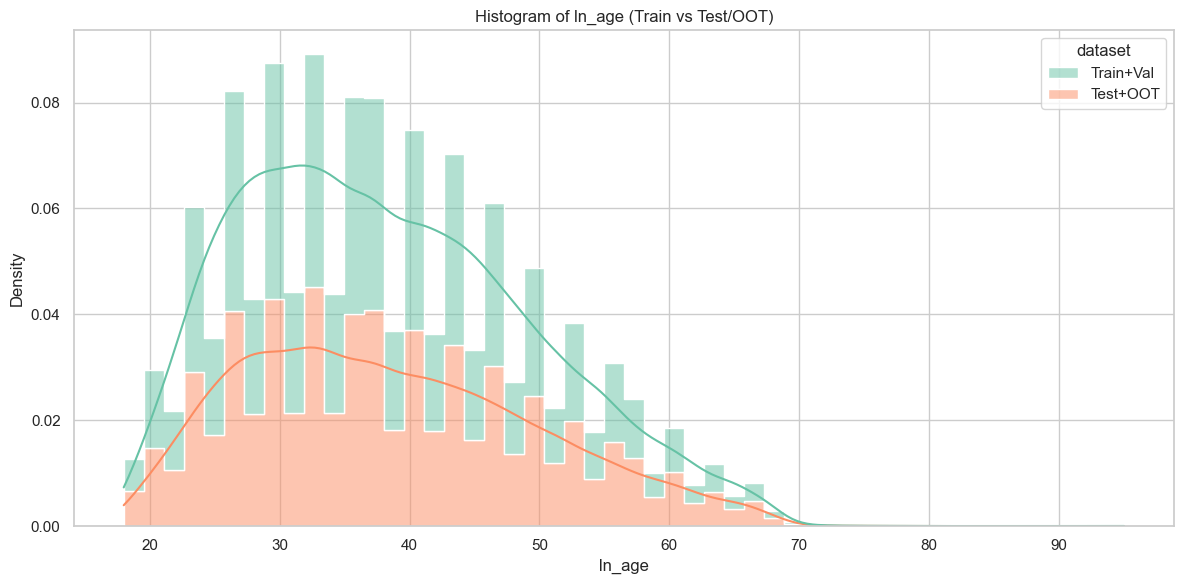 Histogram of ln_age (Train vs Test/OOT)
dataset
Train+Val
Test+OOT
Density
0.08
0.06
0.04
0.02
0.00
20 30 40 50 60 70 80 90
ln_age